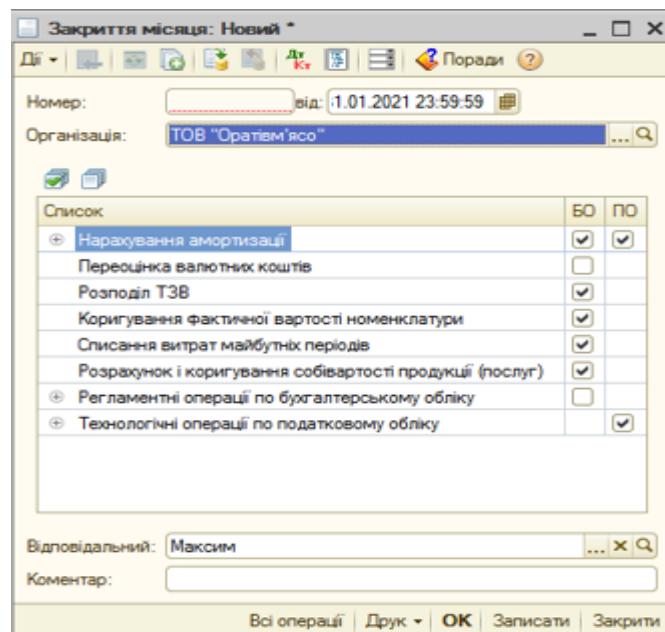 Закриття місяця: Новий *
Дії Поради
Номер: від: 1.01.2021 23:59:59
Організація: ТОВ "Оратівм'ясо" ...
Список БО ПО
Нарахування амортизації
Переоцінка валютних коштів
Розподіл ТЗВ
Коригування фактичної вартості номенклатури
Списання витрат майбутніх періодів
Розрахунок і коригування собівартості продукції (послуг)
Регламентні операції по бухгалтерському обліку
Технологічні операції по податковому обліку
Відповідальний: Максим ... x
Коментар:
Всі операції Друк OK Записати Закрити